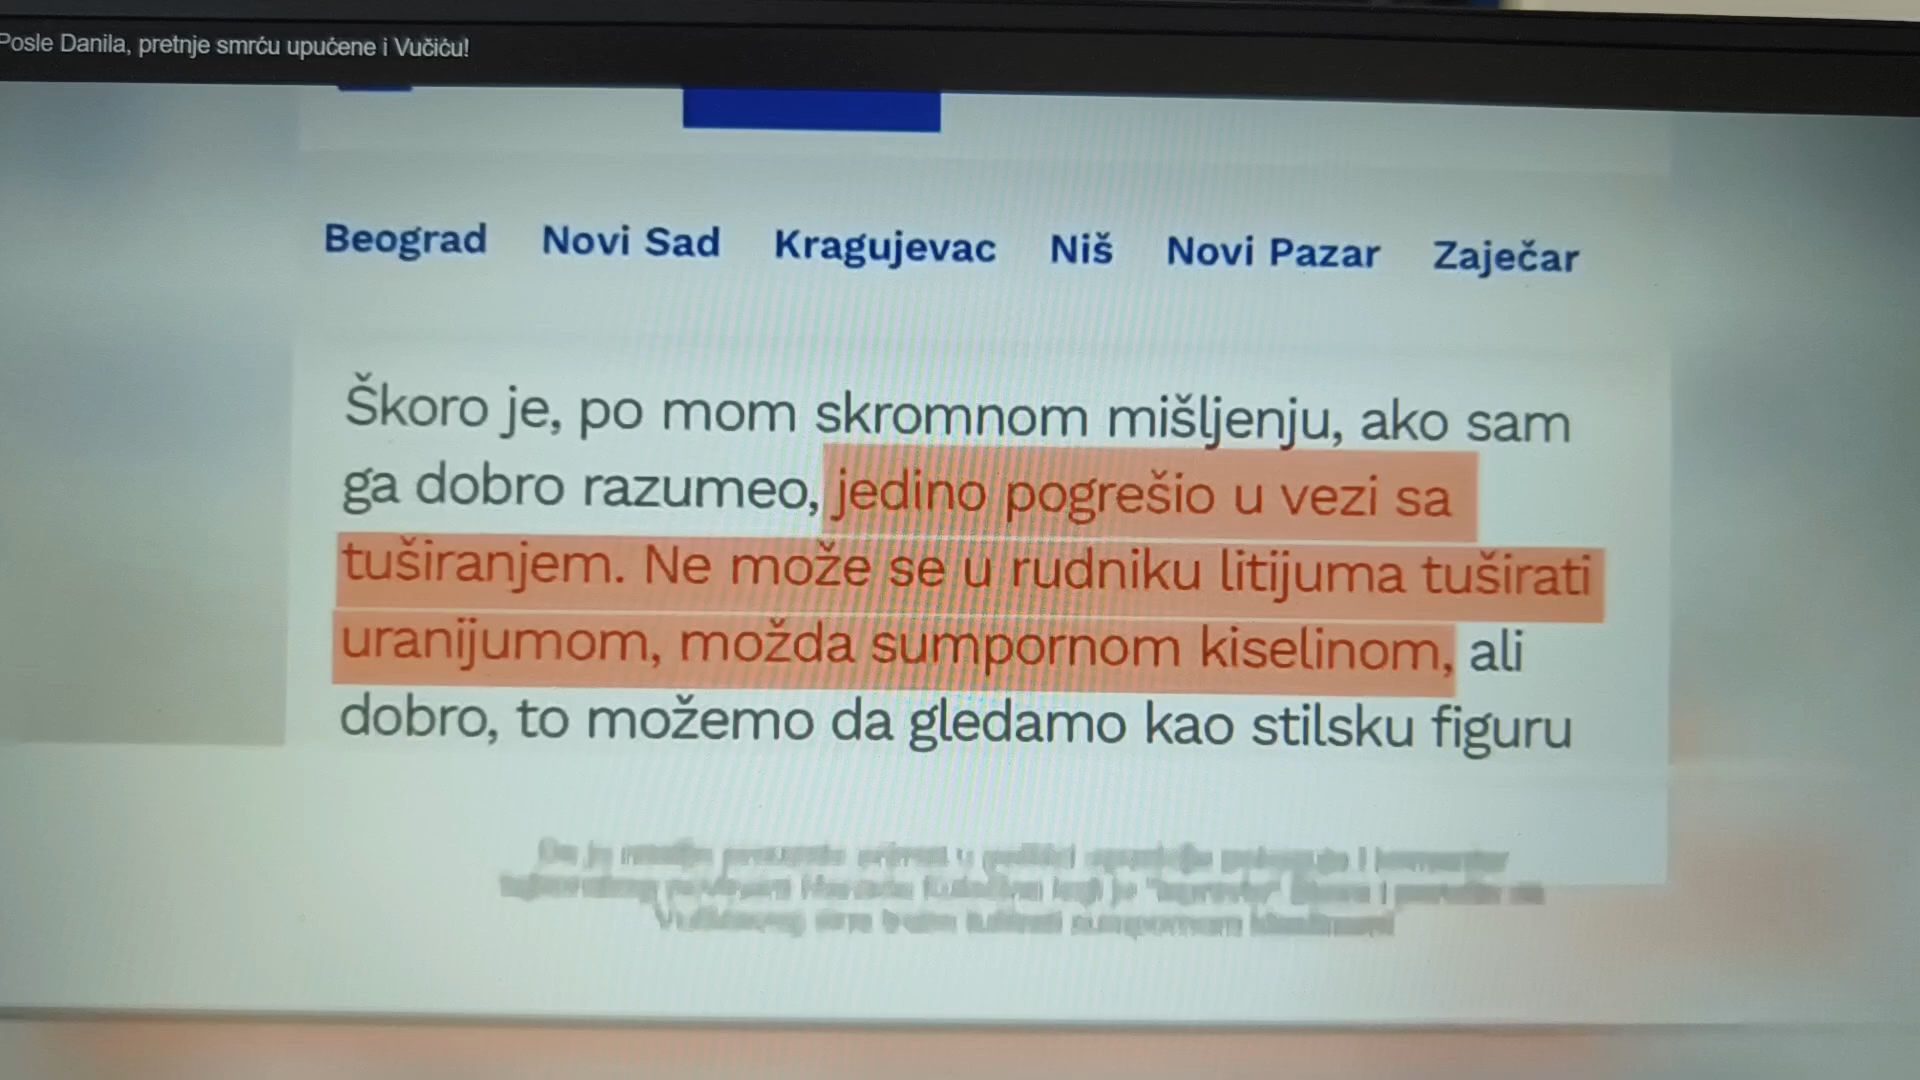 Posle Danila, pretnje smrću upućene i Vučiću!
Beograd Novi Sad Kragujevac Niš Novi Pazar Zaječar
Škoro je, po mom skromnom mišljenju, ako sam
ga dobro razumeo, jedino pogrešio u vezi sa
tuširanjem. Ne može se u rudniku litijuma tuširati
uranijumom, možda sumpornom kiselinom, ali
dobro, to možemo da gledamo kao stilsku figuru